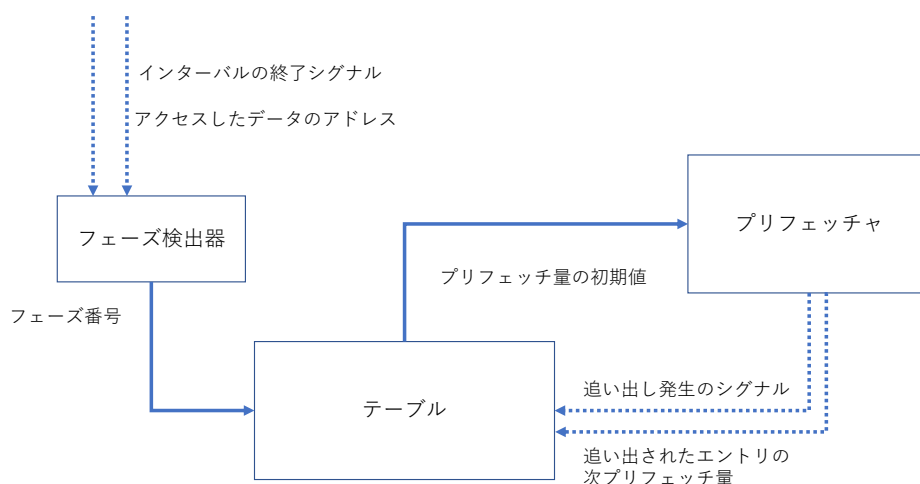 インターバルの終了シグナル
アクセスしたデータのアドレス
プリフェッチャ
フェーズ検出器
プリフェッチ量の初期値
フェーズ番号
テーブル
追い出し発生のシグナル
追い出されたエントリの
次プリフェッチ量